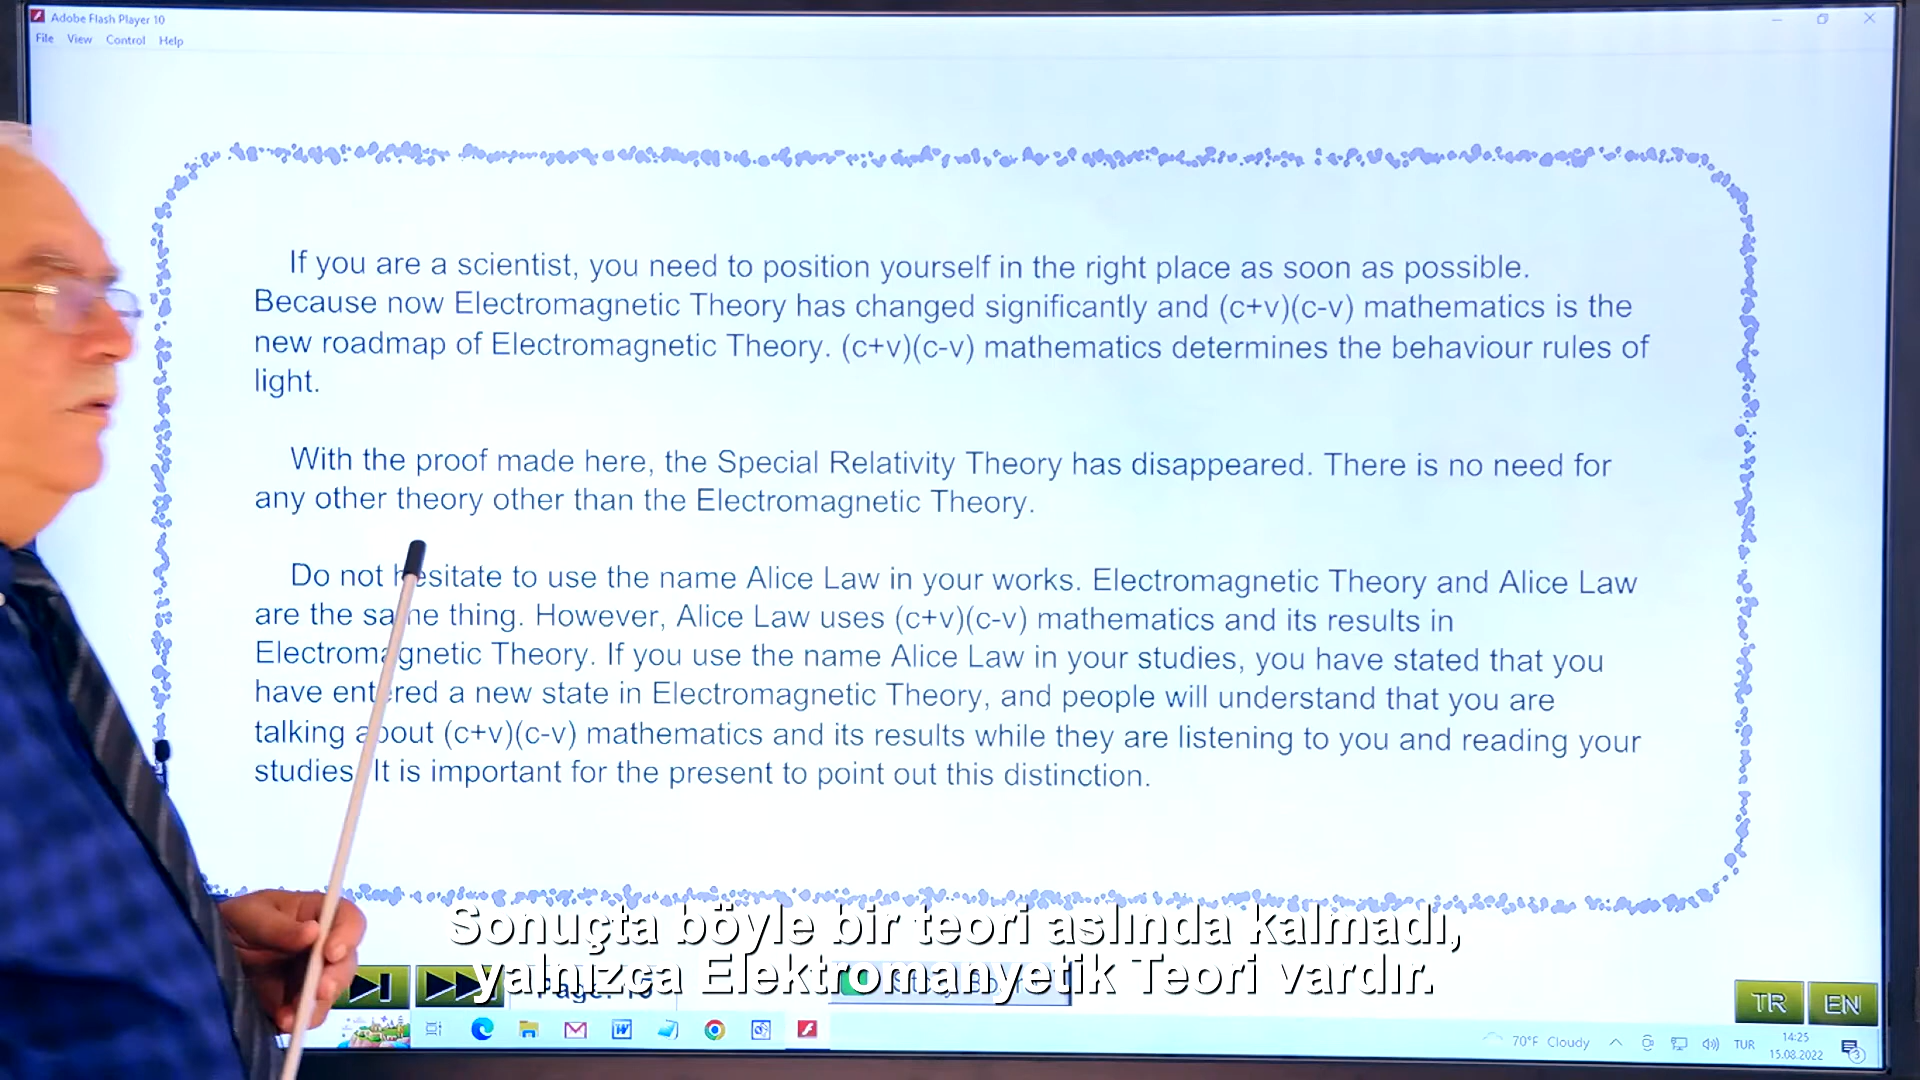 Adobe Flash Player 10
File View Control Help
If you are a scientist, you need to position yourself in the right place as soon as possible.
Because now Electromagnetic Theory has changed significantly and (c+v)(c-v) mathematics is the
new roadmap of Electromagnetic Theory. (c+v)(c-v) mathematics determines the behaviour rules of
light.
With the proof made here, the Special Relativity Theory has disappeared. There is no need for
any other theory other than the Electromagnetic Theory.
Do not hesitate to use the name Alice Law in your works. Electromagnetic Theory and Alice Law
are the same thing. However, Alice Law uses (c+v)(c-v) mathematics and its results in
Electromagnetic Theory. If you use the name Alice Law in your studies, you have stated that you
have entered a new state in Electromagnetic Theory, and people will understand that you are
talking about (c+v)(c-v) mathematics and its results while they are listening to you and reading your
studies. It is important for the present to point out this distinction.
Sonuçta böyle bir teori aslında kalmadı,
yalnızca Elektromanyetik Teori vardır.
TR EN
70°F Cloudy TUR 14:25
15.08.2022
3